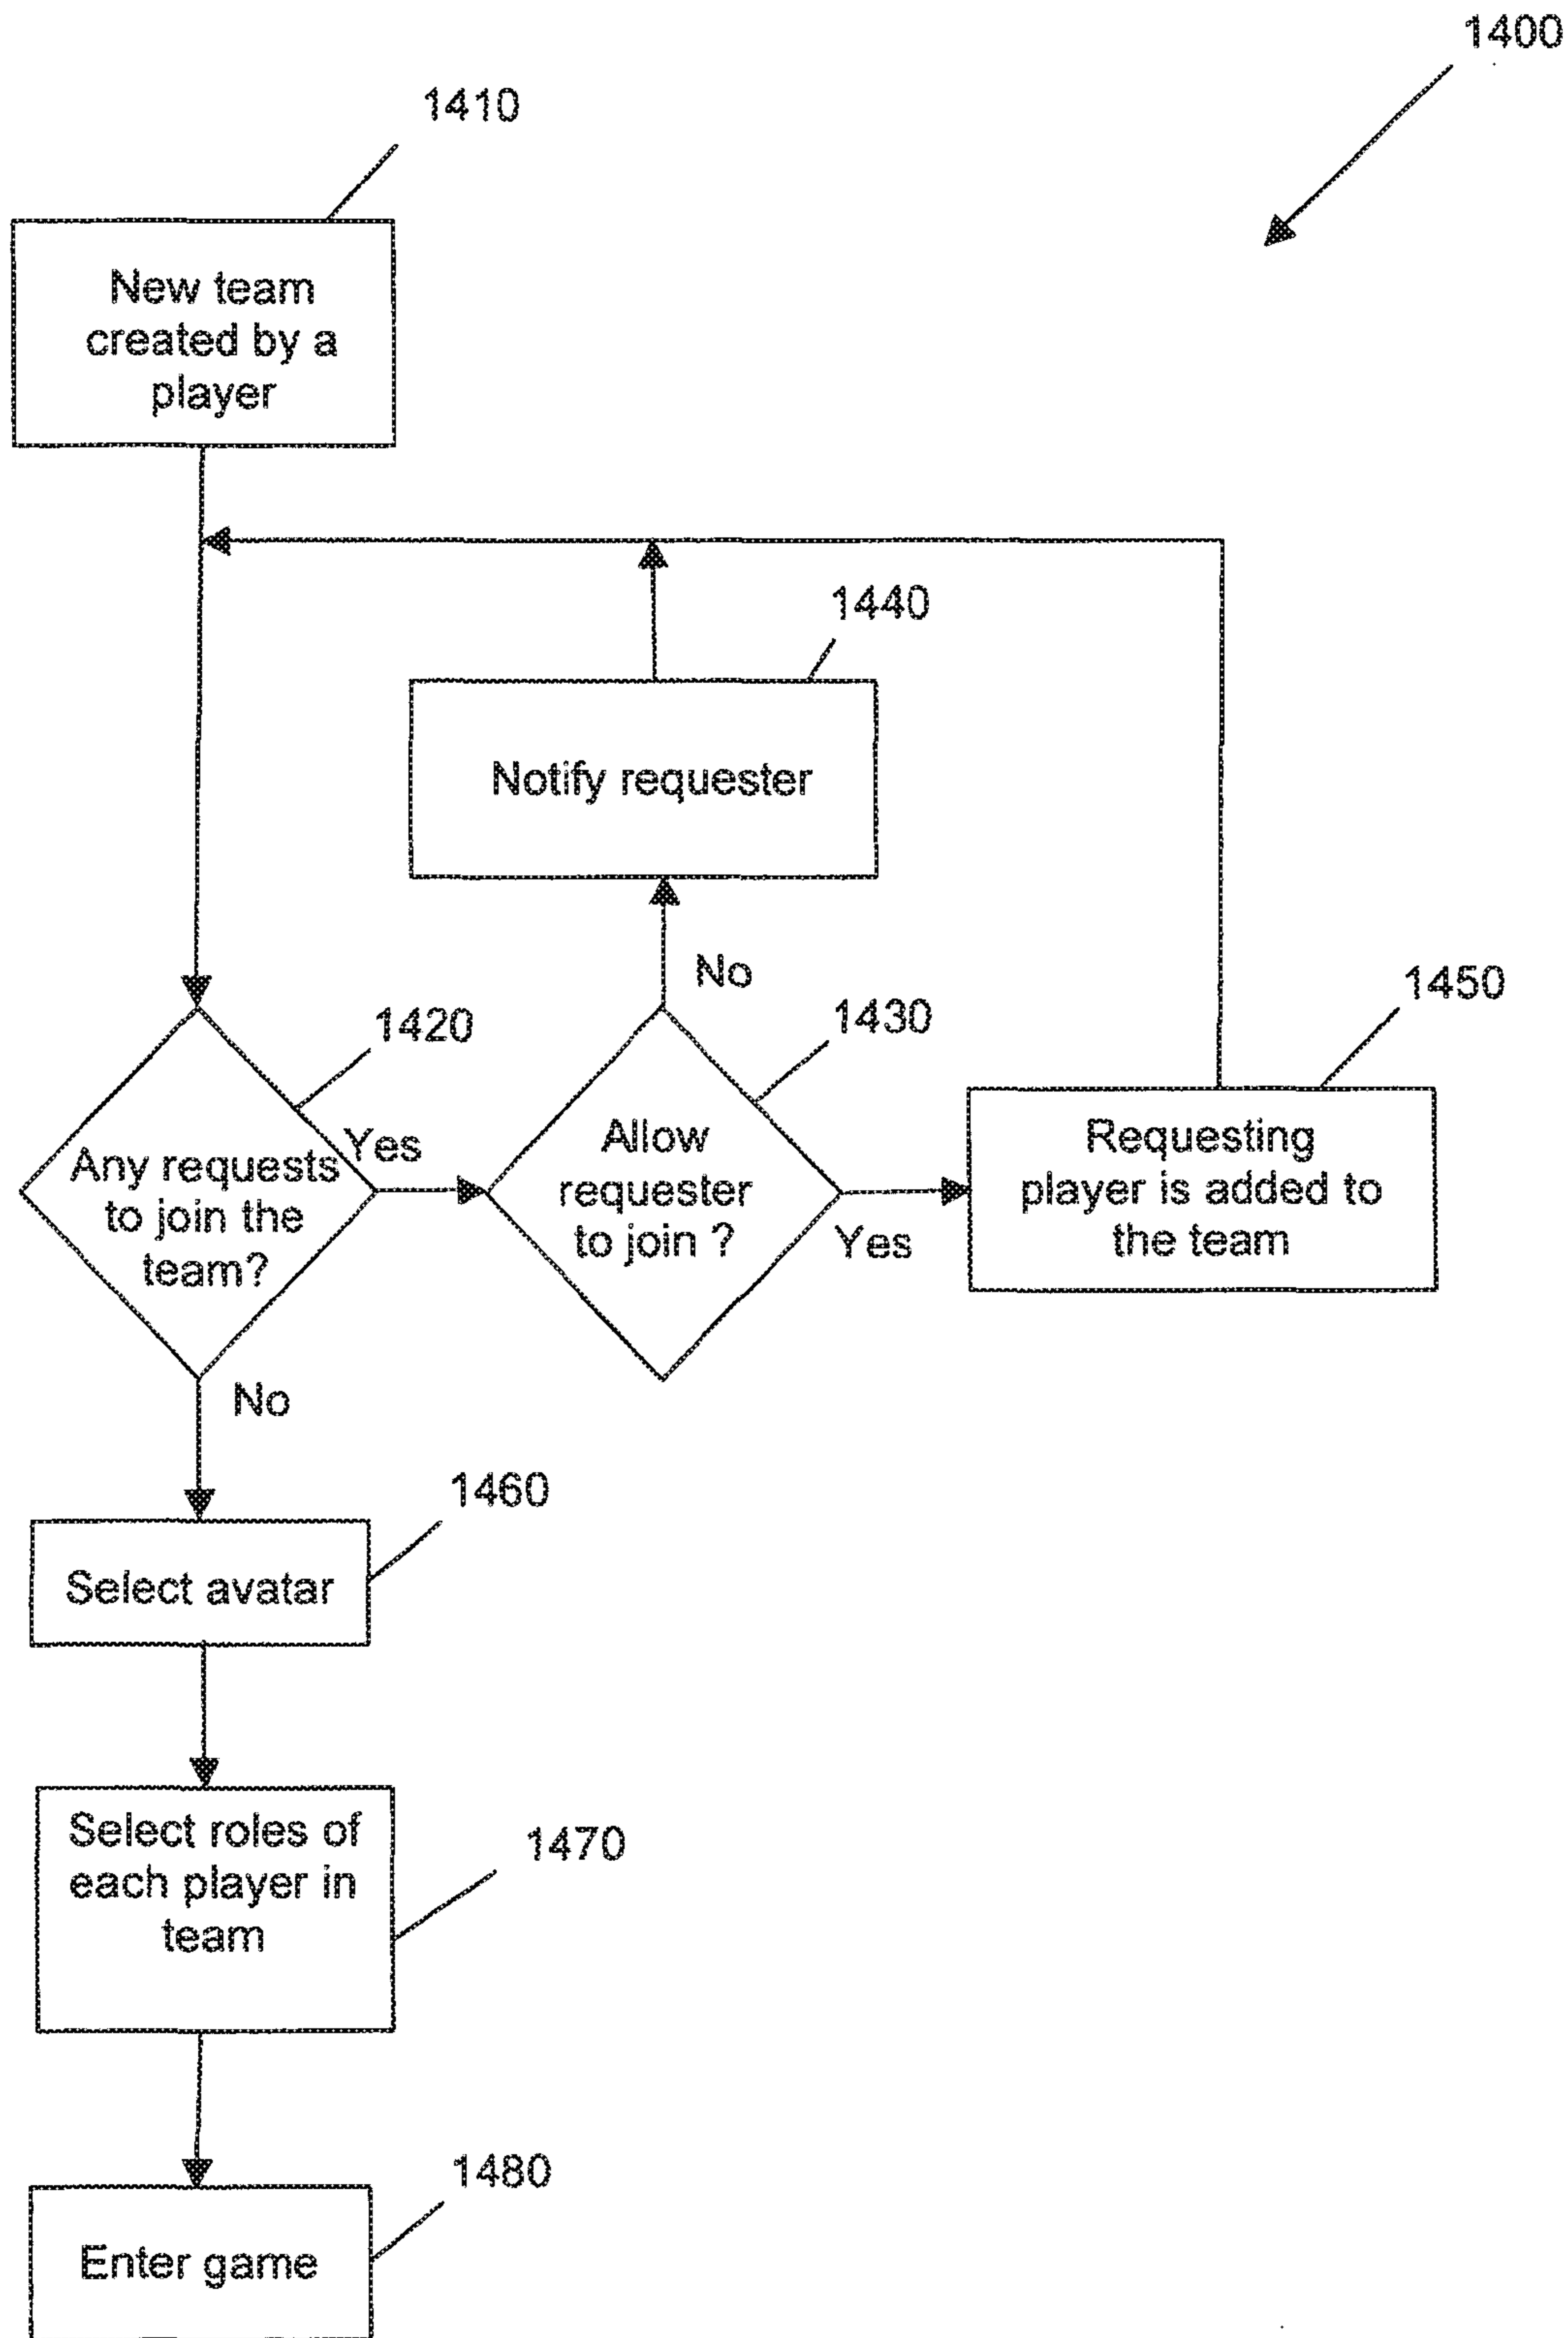 1400
1410
New team
created by a
player
1440
Notify requester
No
1450
1420
1430
Yes
Any requests
to join the
team?
Allow
requester
to join ?
Yes
Requesting
player is added to
the team
No
1460
Select avatar
1470
Select roles of
each player in
team
1480
Enter game